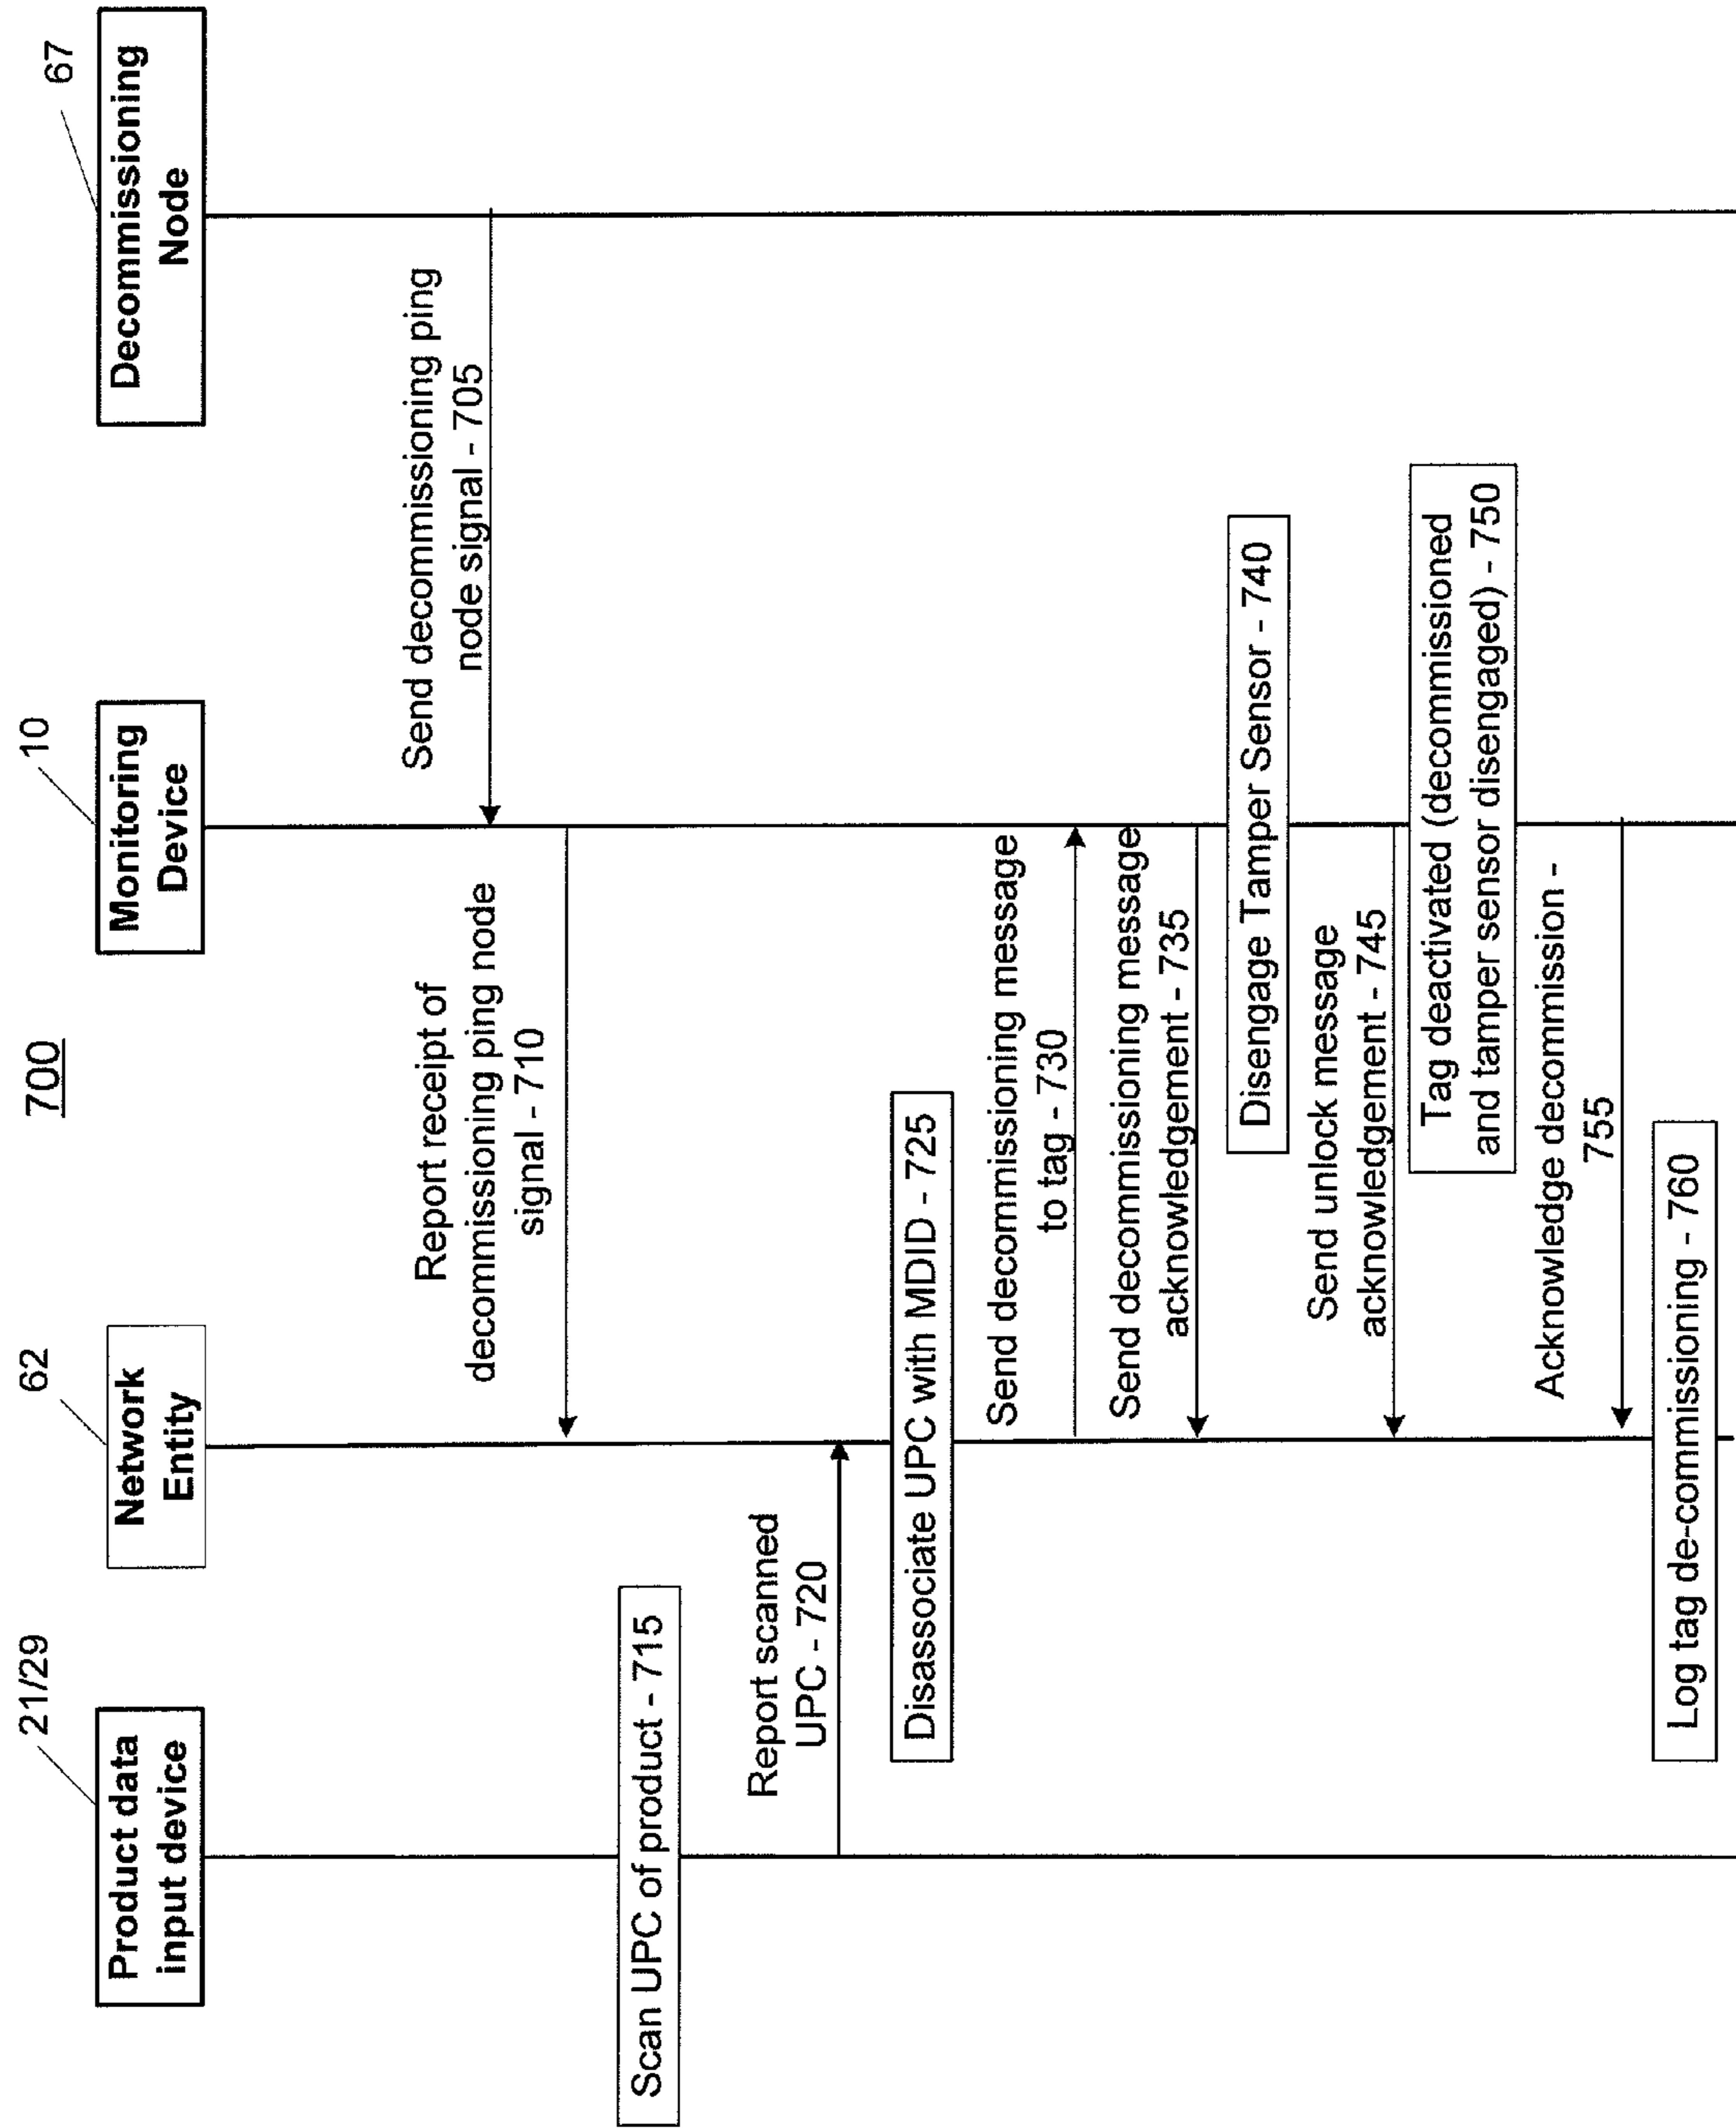 700
21/29
62
10
67
Product data
input device
Network
Entity
Monitoring
Device
Decommissioning
Node
Send decommissioning ping
node signal - 705
Report receipt of
decommissioning ping node
signal - 710
Scan UPC of product - 715
Report scanned
UPC - 720
Disassociate UPC with MDID - 725
Send decommissioning message
to tag - 730
Send decommissioning message
acknowledgement - 735
Disengage Tamper Sensor - 740
Send unlock message
acknowledgement - 745
Tag deactivated (decommissioned
and tamper sensor disengaged) - 750
Acknowledge decommission -
755
Log tag de-commissioning - 760